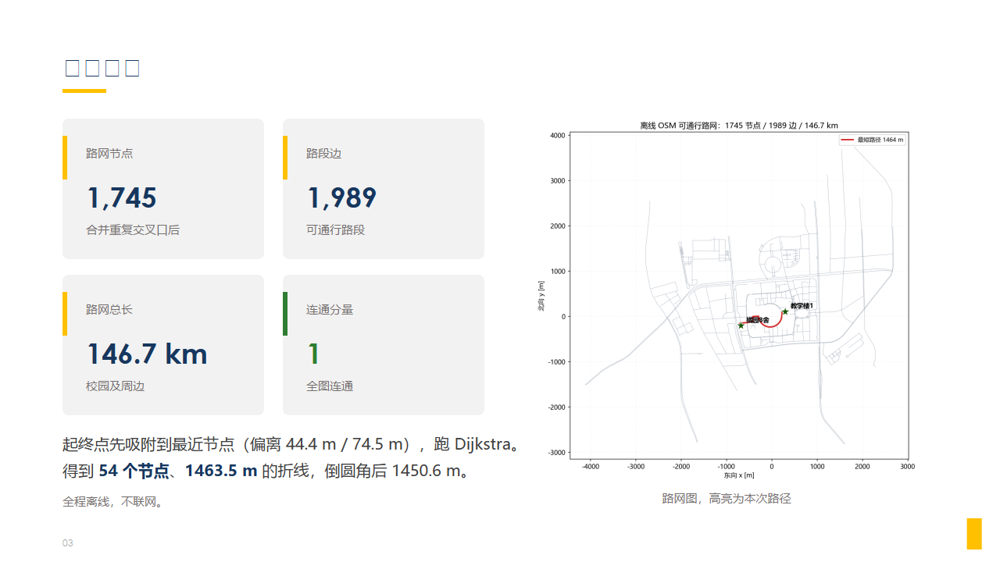 路网节点
1,745
合并重复交叉口后
路段边
1,989
可通行路段
路网总长
146.7 km
校园及周边
连通分量
1
全图连通
起终点先吸附到最近节点（偏离 44.4 m / 74.5 m），跑 Dijkstra。
得到 54 个节点、1463.5 m 的折线，倒圆角后 1450.6 m。
全程离线，不联网。
03
离线 OSM 可通行路网：1745 节点 / 1989 边 / 146.7 km
最短路径 1464 m
4000
3000
2000
1000
0
-1000
-2000
-3000
北向 y [m]
教学楼1
-4000
-3000
-2000
-1000
0
1000
2000
3000
东向 x [m]
路网图，高亮为本次路径